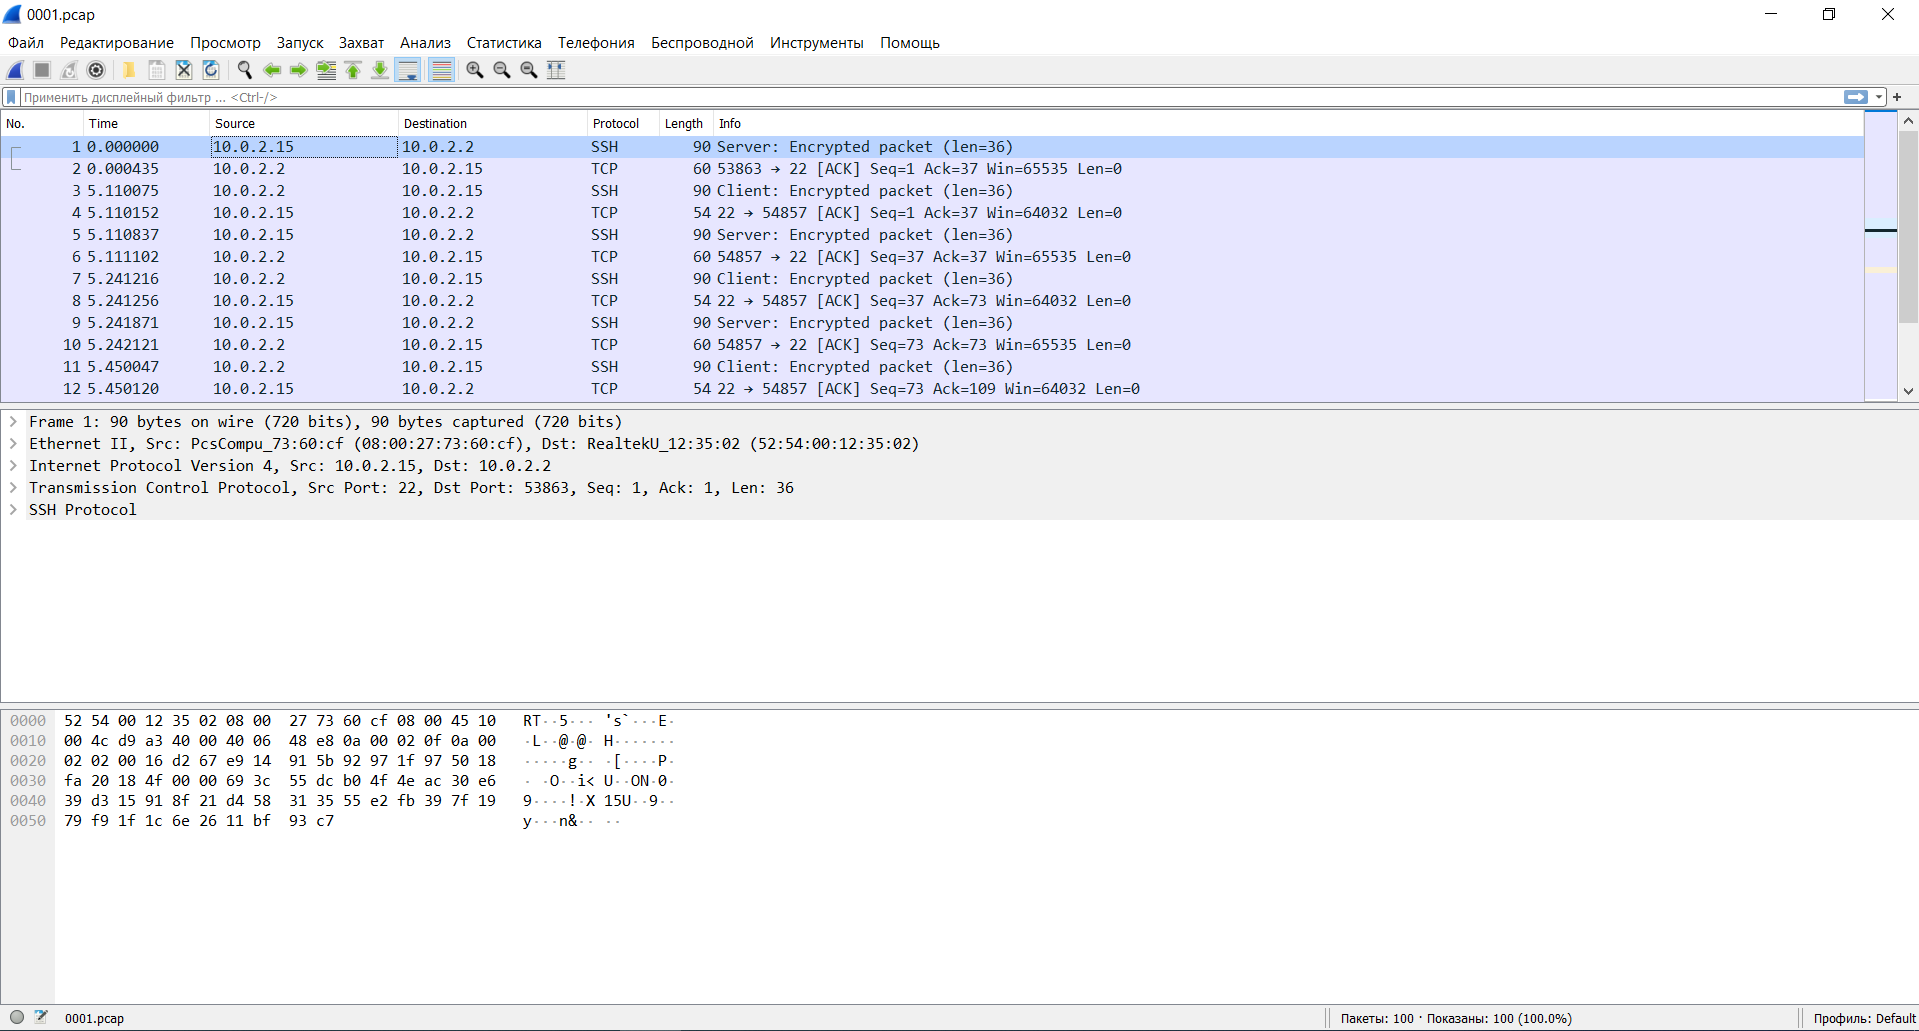 0001.pcap
Файл Редактирование Просмотр Запуск Захват Анализ Статистика Телефония Беспроводной Инструменты Помощь
Применить дисплейный фильтр ... <Ctrl-/>
No. Time Source Destination Protocol Length Info
1 0.000000 10.0.2.15 10.0.2.2 SSH 90 Server: Encrypted packet (len=36)
2 0.000435 10.0.2.2 10.0.2.15 TCP 60 53863 → 22 [ACK] Seq=1 Ack=37 Win=65535 Len=0
3 5.110075 10.0.2.2 10.0.2.15 SSH 90 Client: Encrypted packet (len=36)
4 5.110152 10.0.2.15 10.0.2.2 TCP 54 22 → 54857 [ACK] Seq=1 Ack=37 Win=64032 Len=0
5 5.110837 10.0.2.15 10.0.2.2 SSH 90 Server: Encrypted packet (len=36)
6 5.111102 10.0.2.2 10.0.2.15 TCP 60 54857 → 22 [ACK] Seq=37 Ack=37 Win=65535 Len=0
7 5.241216 10.0.2.2 10.0.2.15 SSH 90 Client: Encrypted packet (len=36)
8 5.241256 10.0.2.15 10.0.2.2 TCP 54 22 → 54857 [ACK] Seq=37 Ack=73 Win=64032 Len=0
9 5.241871 10.0.2.15 10.0.2.2 SSH 90 Server: Encrypted packet (len=36)
10 5.242121 10.0.2.2 10.0.2.15 TCP 60 54857 → 22 [ACK] Seq=73 Ack=73 Win=65535 Len=0
11 5.450047 10.0.2.2 10.0.2.15 SSH 90 Client: Encrypted packet (len=36)
12 5.450120 10.0.2.15 10.0.2.2 TCP 54 22 → 54857 [ACK] Seq=73 Ack=109 Win=64032 Len=0
Frame 1: 90 bytes on wire (720 bits), 90 bytes captured (720 bits)
Ethernet II, Src: PcsCompu_73:60:cf (08:00:27:73:60:cf), Dst: RealtekU_12:35:02 (52:54:00:12:35:02)
Internet Protocol Version 4, Src: 10.0.2.15, Dst: 10.0.2.2
Transmission Control Protocol, Src Port: 22, Dst Port: 53863, Seq: 1, Ack: 1, Len: 36
SSH Protocol
0000 52 54 00 12 35 02 08 00 27 73 60 cf 08 00 45 10 RT··5··· 's`···E·
0010 00 4c d9 a3 40 00 40 06 48 e8 0a 00 02 0f 0a 00 ·L··@·@· H·······
0020 02 02 00 16 d2 67 e9 14 91 5b 92 97 1f 97 50 18 ·····g·· ·[····P·
0030 fa 20 18 4f 00 00 69 3c 55 dc b0 4f 4e ac 30 e6 · ·O··i< U··ON·0·
0040 39 d3 15 91 8f 21 d4 58 31 35 55 e2 fb 39 7f 19 9····!·X 15U··9··
0050 79 f9 1f 1c 6e 26 11 bf 93 c7 y···n&·· ··
0001.pcap Пакеты: 100 · Показаны: 100 (100.0%) Профиль: Default